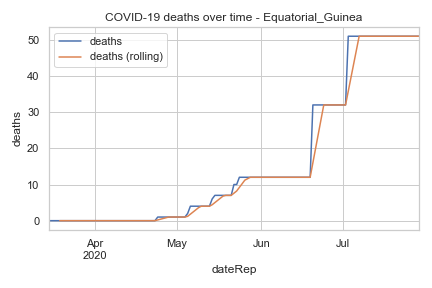 COVID-19 deaths over time - Equatorial_Guinea
deaths
deaths (rolling)
50
40
30
20
10
0
deaths
Apr
2020
May
Jun
Jul
dateRep